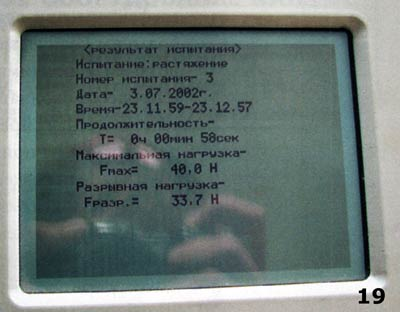 <результат испытания>
Испытание:растяжение
Номер испытания- 3
Дата-  3.07.2002г.
Время-23.11.59-23.12.57
Продолжительность-
T=  0ч 00мин 58сек
Максимальная нагрузка-
Fмах=    40,0 Н
Разрывная нагрузка-
Fразр.=    33.7 Н
19